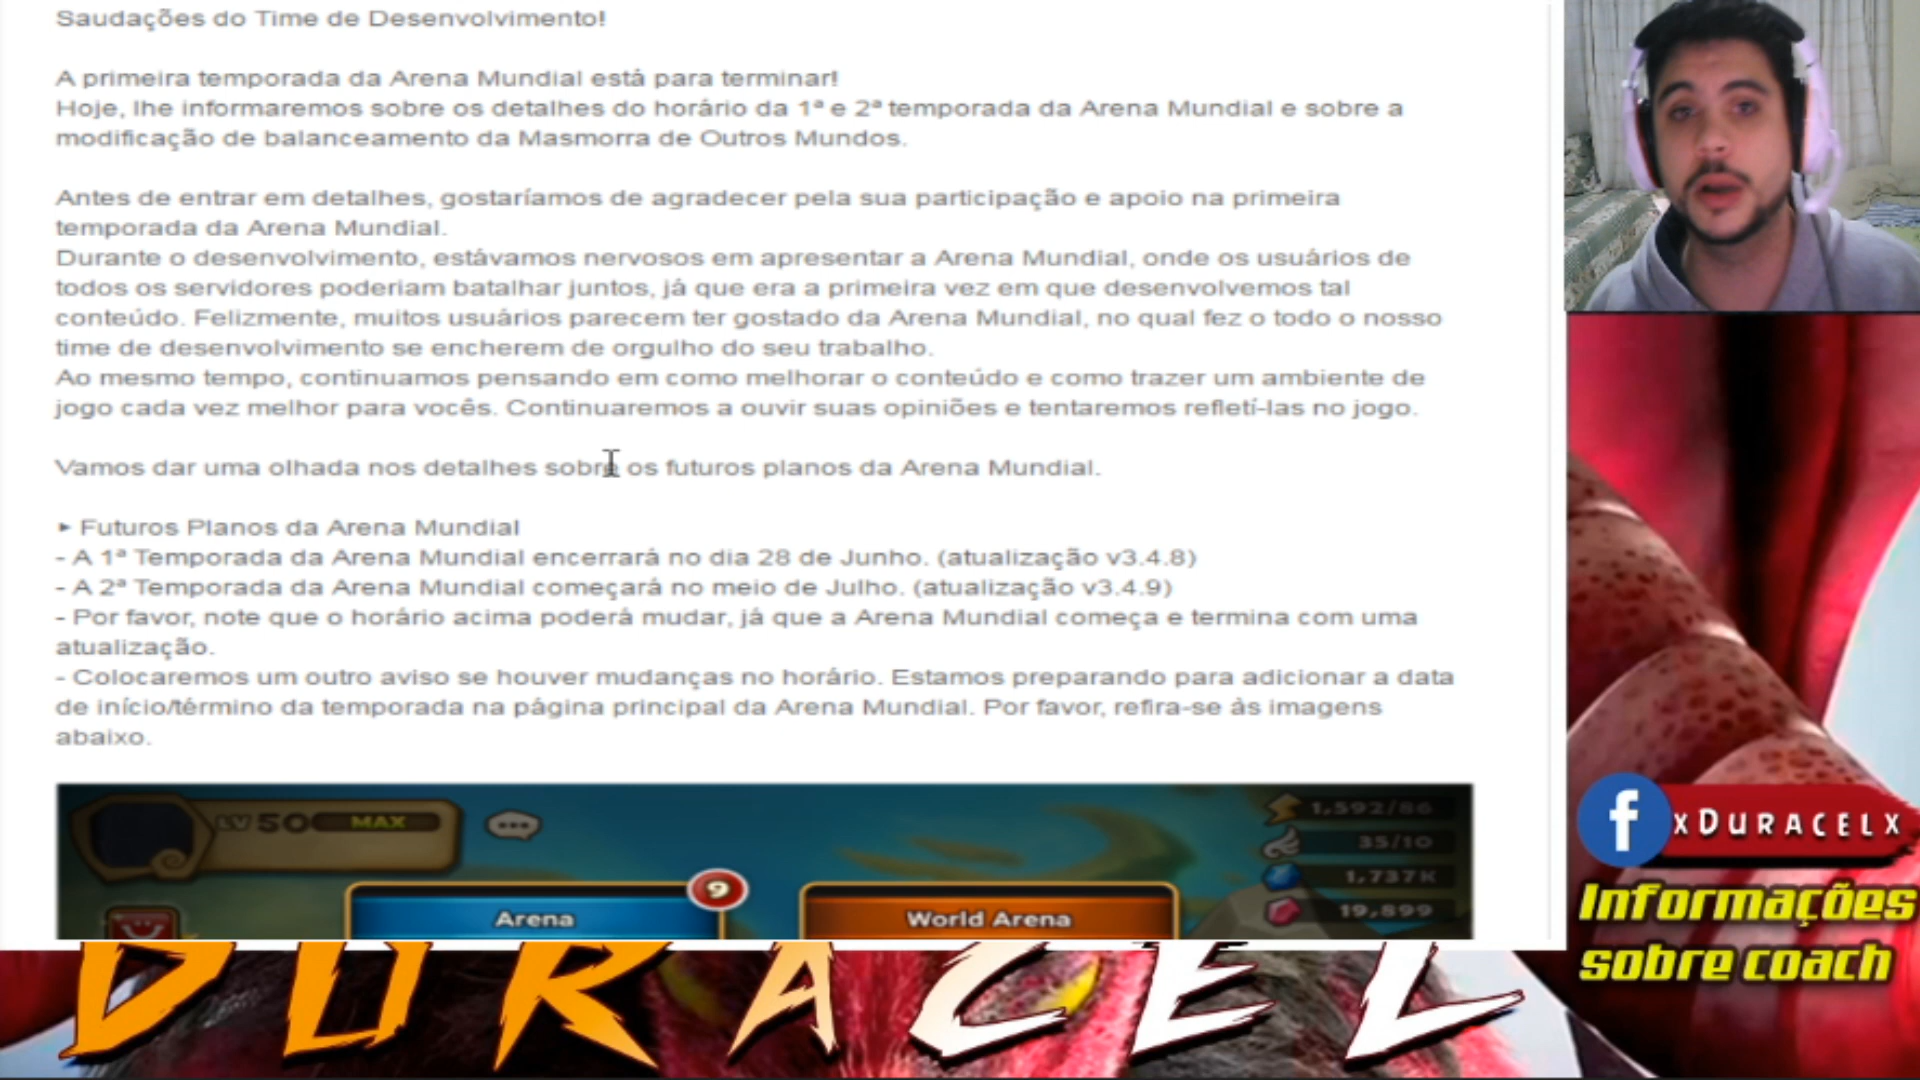 Saudações do Time de Desenvolvimento!
A primeira temporada da Arena Mundial está para terminar!
Hoje, lhe informaremos sobre os detalhes do horário da 1ª e 2ª temporada da Arena Mundial e sobre a
modificação de balanceamento da Masmorra de Outros Mundos.
Antes de entrar em detalhes, gostaríamos de agradecer pela sua participação e apoio na primeira
temporada da Arena Mundial.
Durante o desenvolvimento, estávamos nervosos em apresentar a Arena Mundial, onde os usuários de
todos os servidores poderiam batalhar juntos, já que era a primeira vez em que desenvolvemos tal
conteúdo. Felizmente, muitos usuários parecem ter gostado da Arena Mundial, no qual fez o todo o nosso
time de desenvolvimento se encherem de orgulho do seu trabalho.
Ao mesmo tempo, continuamos pensando em como melhorar o conteúdo e como trazer um ambiente de
jogo cada vez melhor para vocês. Continuaremos a ouvir suas opiniões e tentaremos refletí-las no jogo.
Vamos dar uma olhada nos detalhes sobre os futuros planos da Arena Mundial.
▸ Futuros Planos da Arena Mundial
- A 1ª Temporada da Arena Mundial encerrará no dia 28 de Junho. (atualização v3.4.8)
- A 2ª Temporada da Arena Mundial começará no meio de Julho. (atualização v3.4.9)
- Por favor, note que o horário acima poderá mudar, já que a Arena Mundial começa e termina com uma
atualização.
- Colocaremos um outro aviso se houver mudanças no horário. Estamos preparando para adicionar a data
de início/término da temporada na página principal da Arena Mundial. Por favor, refira-se às imagens
abaixo.
LV 50 MAX
1,592/86
35/10
1,737K
19,899
9
Arena
World Arena
DURACEL
f xDURACELx
Informações
sobre coach